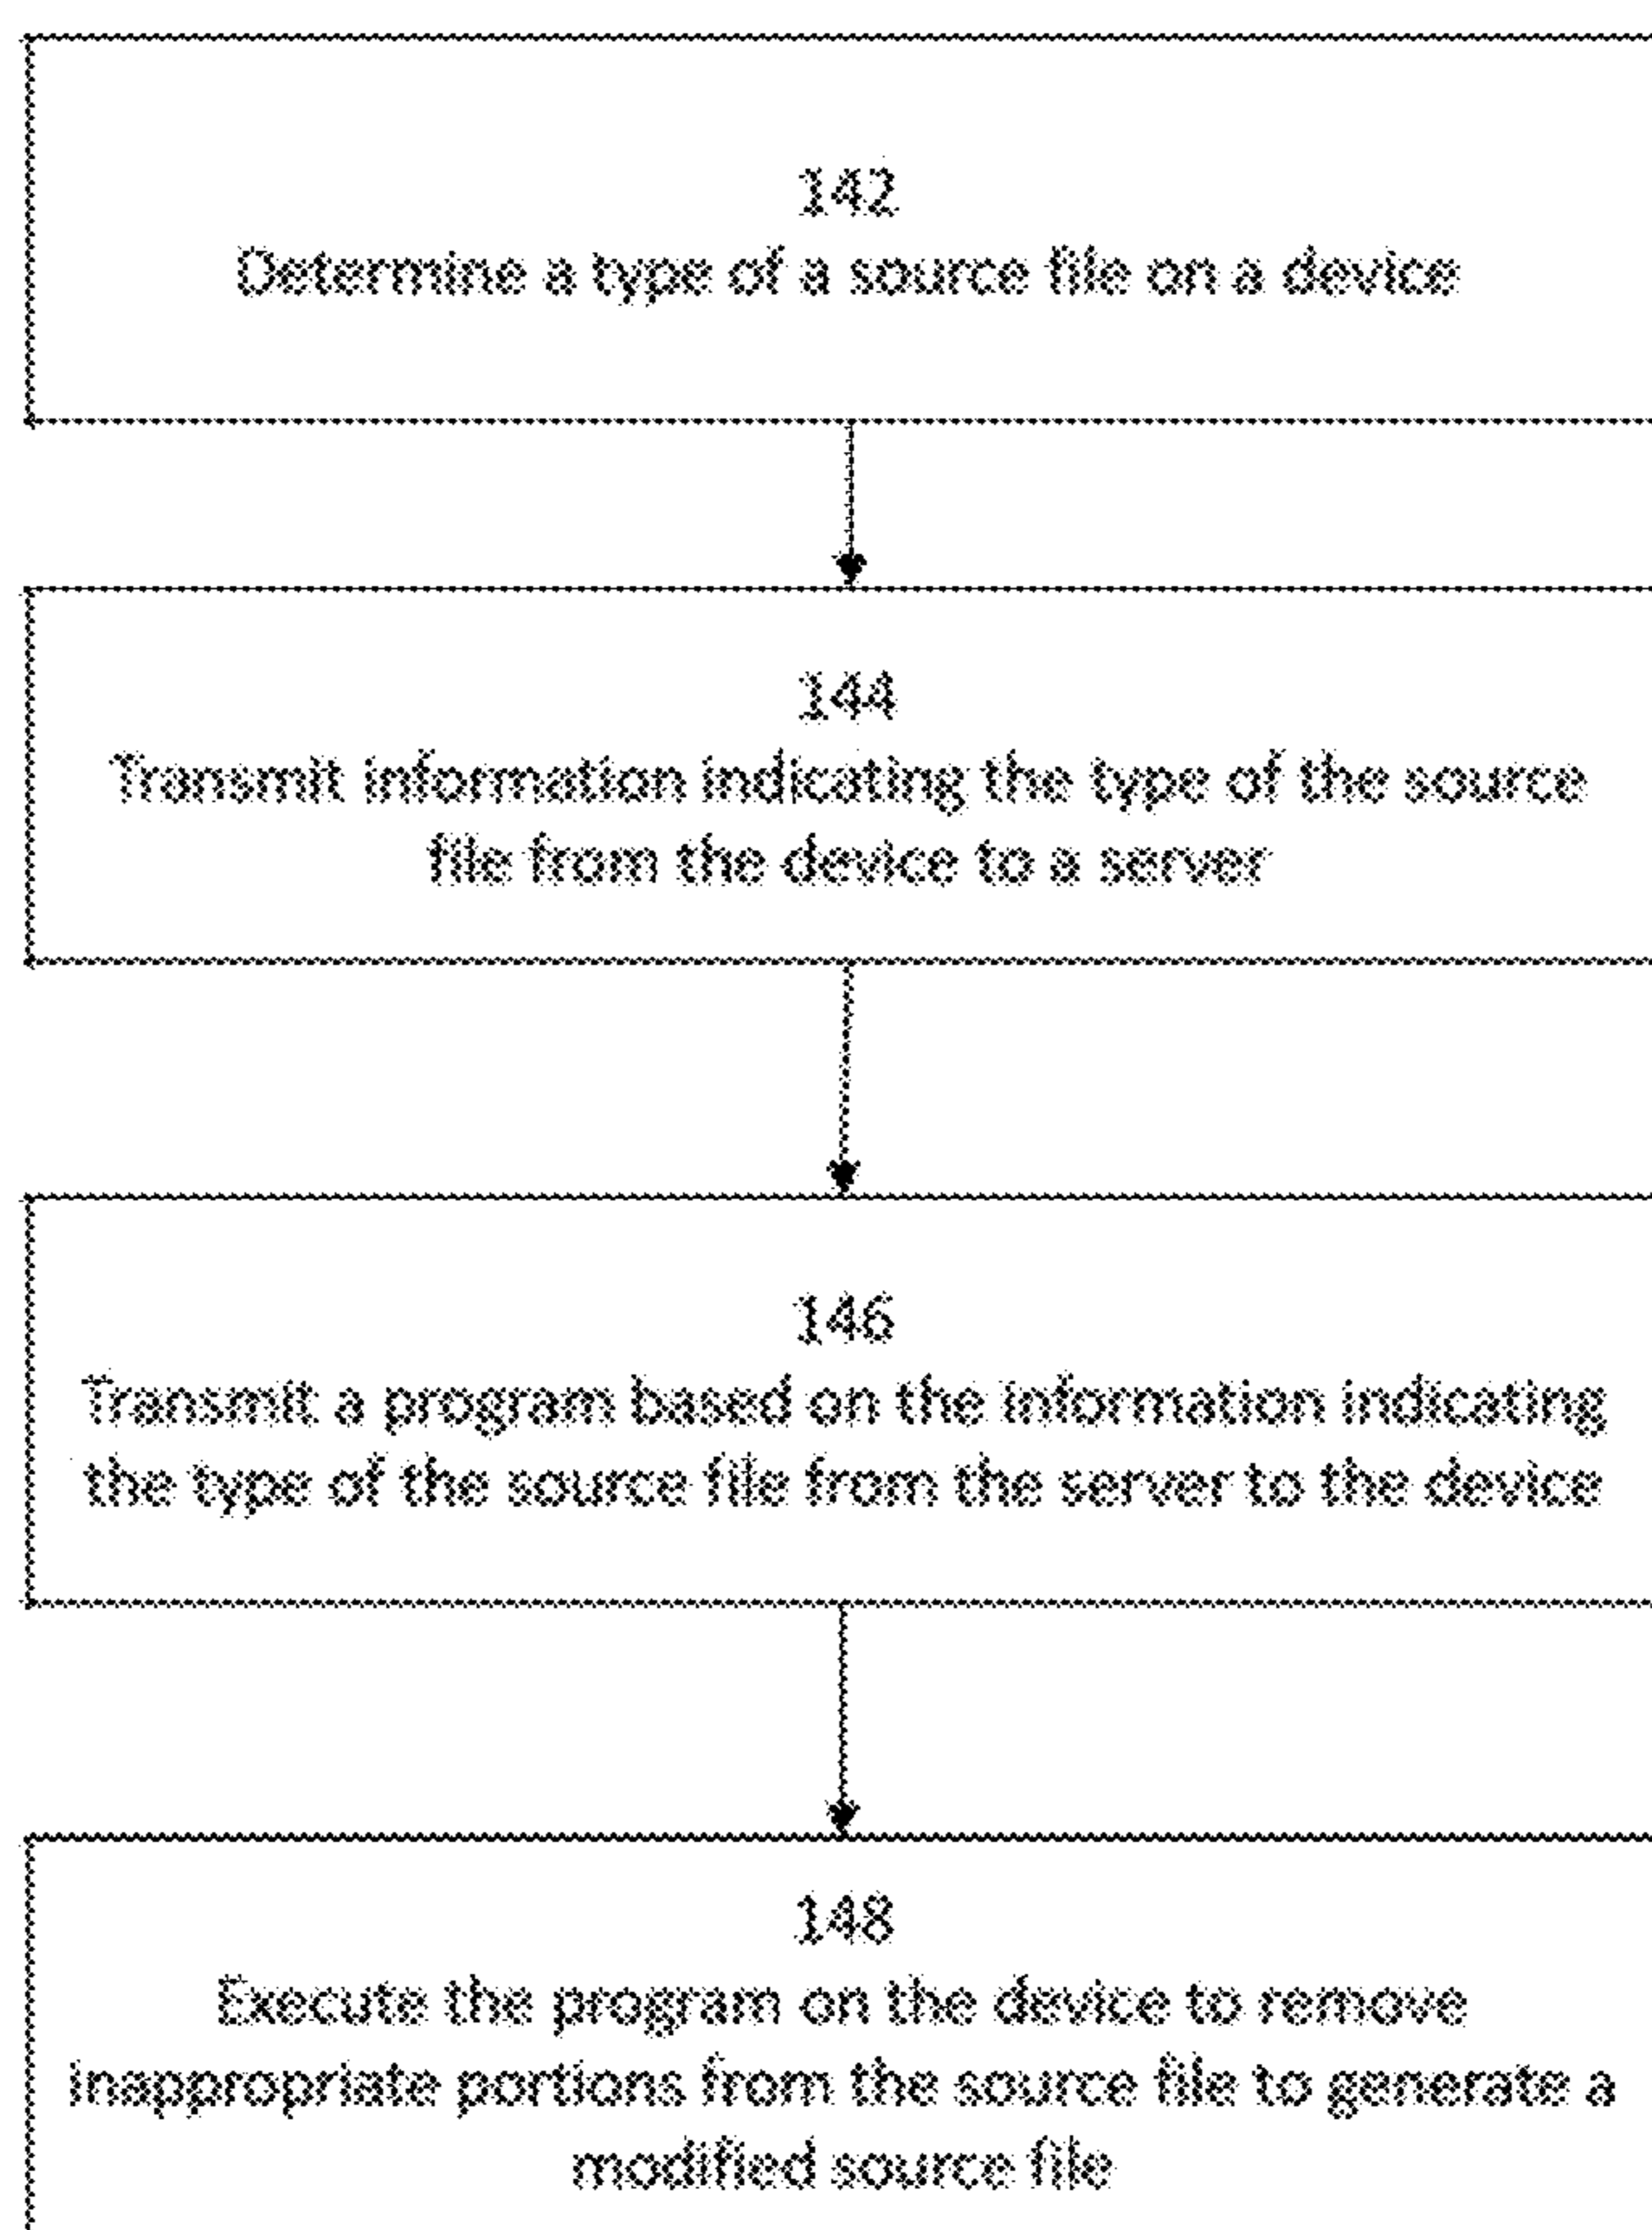 142
Determine a type of a source file on a device
144
Transmit information indicating the type of the source
file from the device to a server
146
Transmit a program based on the information indicating
the type of the source file from the server to the device
148
Execute the program on the device to remove
inappropriate portions from the source file to generate a
modified source file